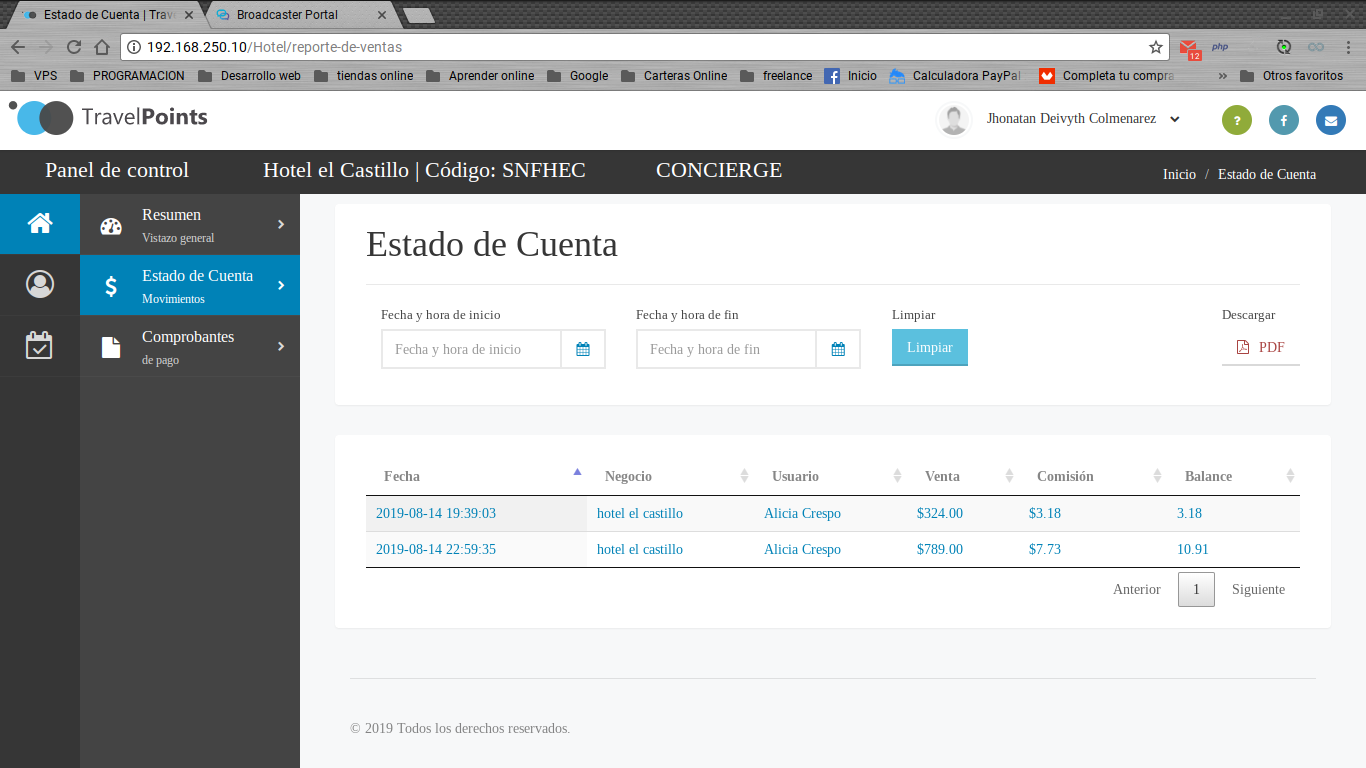 Estado de Cuenta | Trav
Broadcaster Portal
192.168.250.10/Hotel/reporte-de-ventas
12
php
VPS PROGRAMACION Desarrollo web tiendas online Aprender online Google Carteras Online freelance Inicio Calculadora PayPal Completa tu compra » Otros favoritos
TravelPoints
Jhonatan Deivyth Colmenarez
?
Panel de control Hotel el Castillo | Código: SNFHEC CONCIERGE
Inicio / Estado de Cuenta
Resumen
Vistazo general
Estado de Cuenta
Movimientos
Comprobantes
de pago
Estado de Cuenta
Fecha y hora de inicio Fecha y hora de fin Limpiar Descargar
Fecha y hora de inicio Fecha y hora de fin Limpiar PDF
Fecha Negocio Usuario Venta Comisión Balance
2019-08-14 19:39:03 hotel el castillo Alicia Crespo $324.00 $3.18 3.18
2019-08-14 22:59:35 hotel el castillo Alicia Crespo $789.00 $7.73 10.91
Anterior 1 Siguiente
© 2019 Todos los derechos reservados.